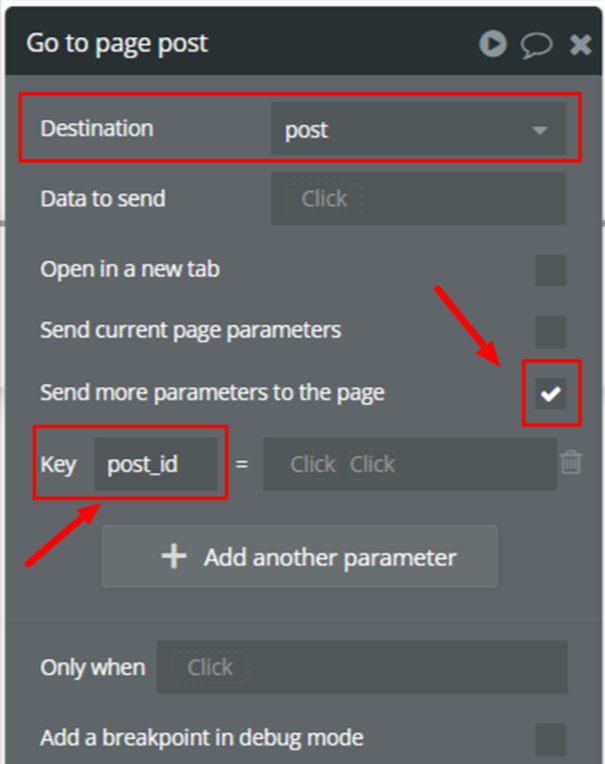 Go to page post
Destination post
Data to send Click
Open in a new tab
Send current page parameters
Send more parameters to the page
Key post_id = Click Click
+ Add another parameter
Only when Click
Add a breakpoint in debug mode